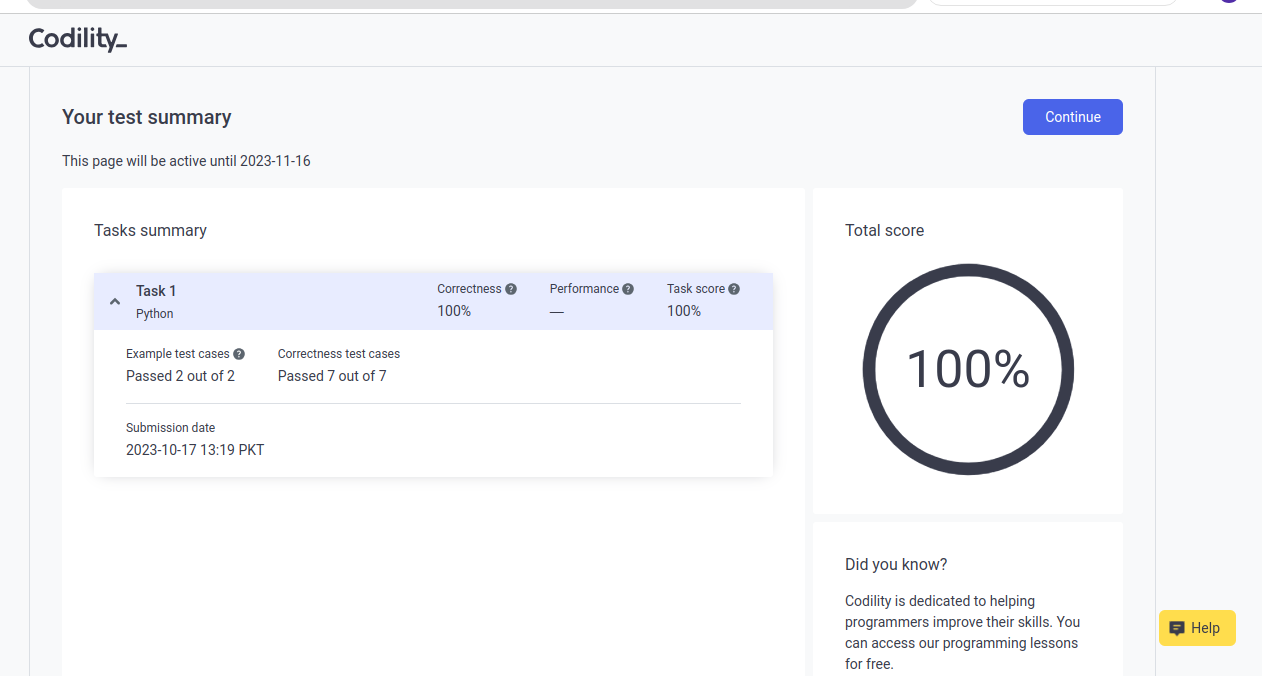 Codility_
Your test summary
Continue
This page will be active until 2023-11-16
Tasks summary
Task 1
Python
Correctness ?
100%
Performance ?
—
Task score ?
100%
Example test cases ?
Passed 2 out of 2
Correctness test cases
Passed 7 out of 7
Submission date
2023-10-17 13:19 PKT
Total score
100%
Did you know?
Codility is dedicated to helping
programmers improve their skills. You
can access our programming lessons
for free.
Help